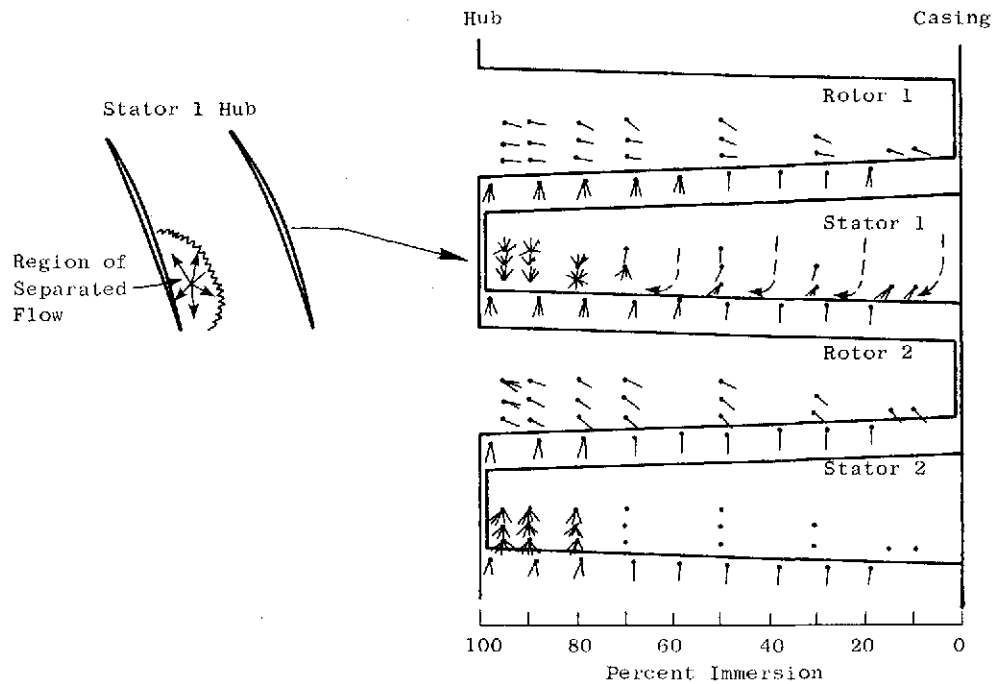 Hub
Casing
Stator 1 Hub
Region of
Separated
Flow
Rotor 1
Stator 1
Rotor 2
Stator 2
100 80 60 40 20 0
Percent Immersion